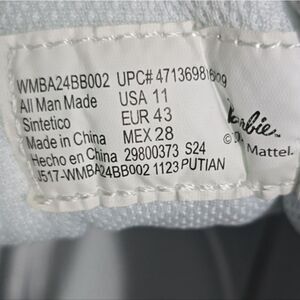 WMBA24BB002 UPC# 4713698
All Man Made USA 11
Sintetico EUR 43
Made in China MEX 28
Hecho en China 29800373 S24
J517-WMBA24BB002 1123 PUTIAN
Mattel.